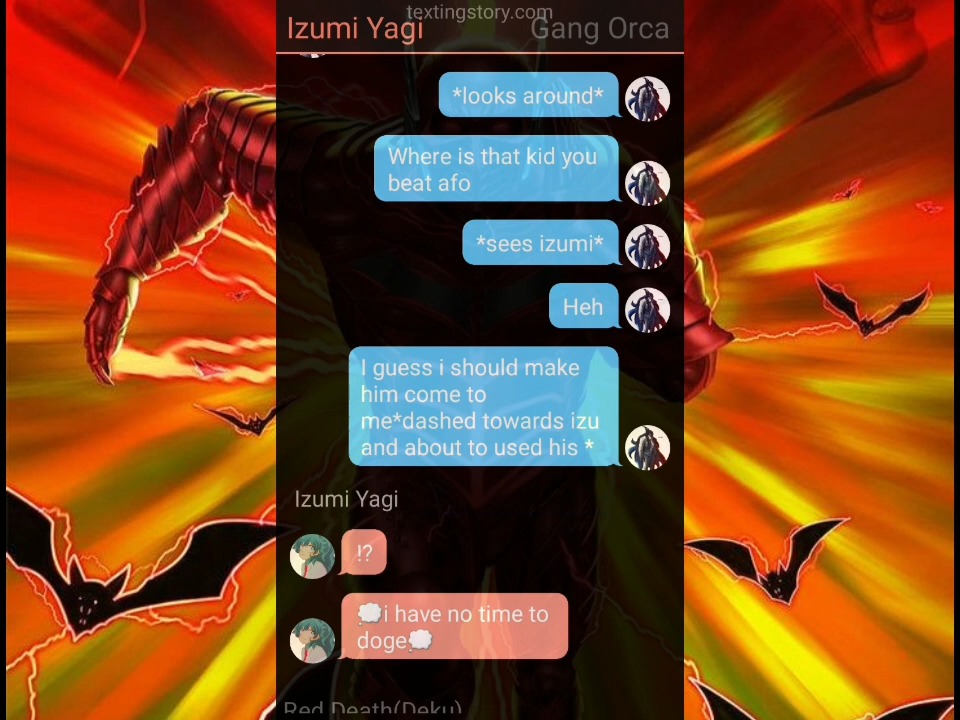 textingstory.com
Izumi Yagi
Gang Orca
*looks around*
Where is that kid you
beat afo
*sees izumi*
Heh
I guess i should make
him come to
me*dashed towards izu
and about to used his *
Izumi Yagi
!?
💭i have no time to
doge💭
Red Death(Deku)